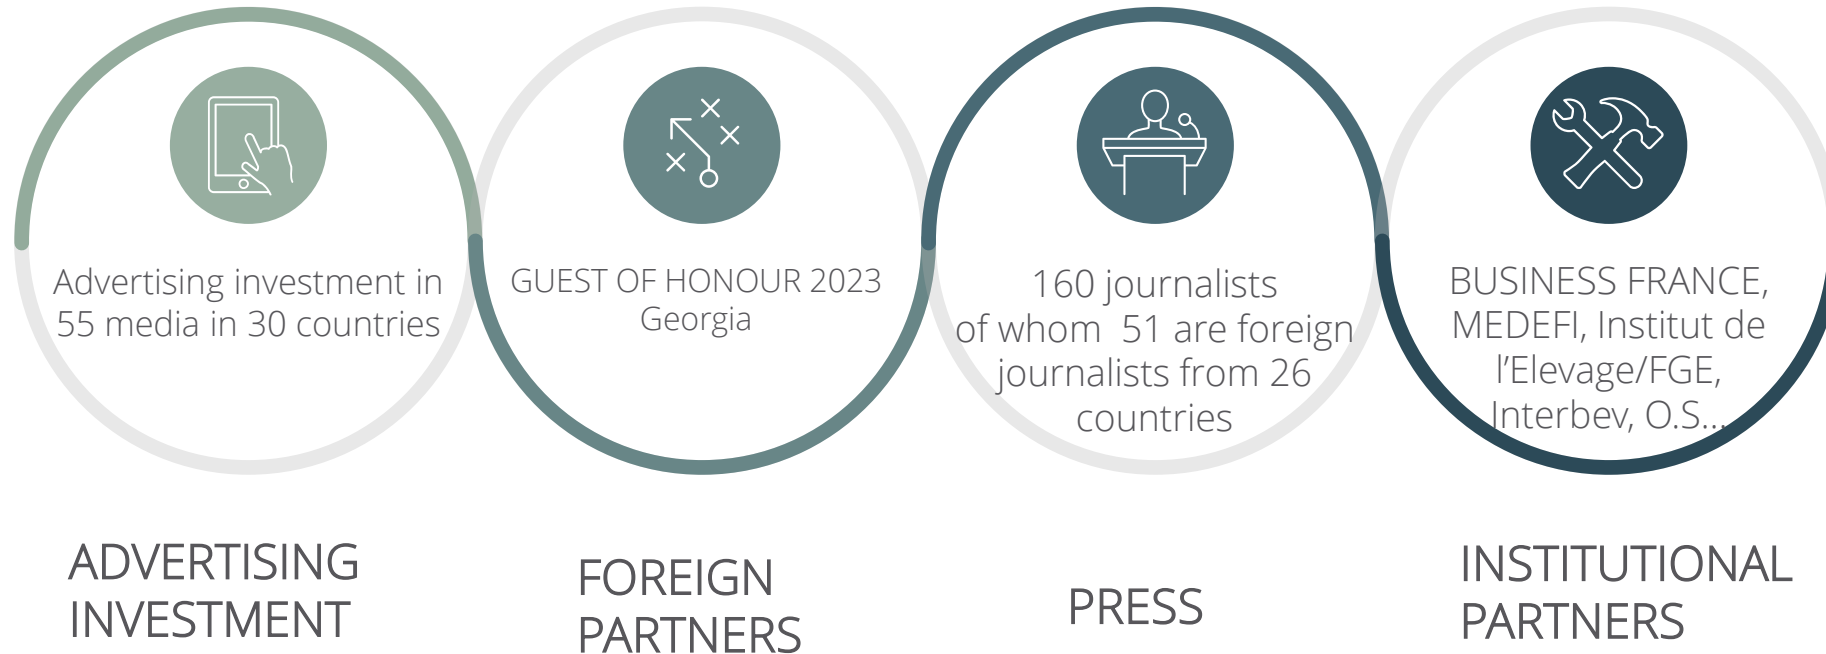 Advertising investment in
55 media in 30 countries
GUEST OF HONOUR 2023
Georgia
160 journalists
of whom 51 are foreign
journalists from 26
countries
BUSINESS FRANCE,
MEDEFI, Institut de
l’Elevage/FGE,
Interbev, O.S...
ADVERTISING
INVESTMENT
FOREIGN
PARTNERS
PRESS
INSTITUTIONAL
PARTNERS